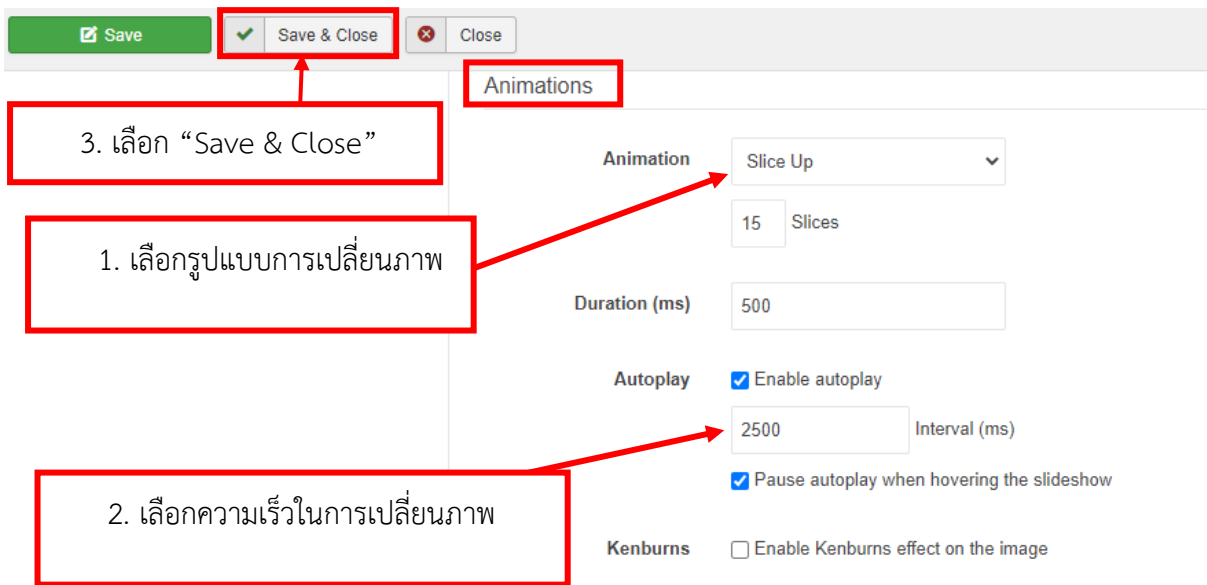 Save
Save & Close
Close
Animations
3. เลือก “Save & Close”
Animation
Slice Up
15 Slices
1. เลือกรูปแบบการเปลี่ยนภาพ
Duration (ms)
500
Autoplay
Enable autoplay
2500
Interval (ms)
Pause autoplay when hovering the slideshow
2. เลือกความเร็วในการเปลี่ยนภาพ
Kenburns
Enable Kenburns effect on the image